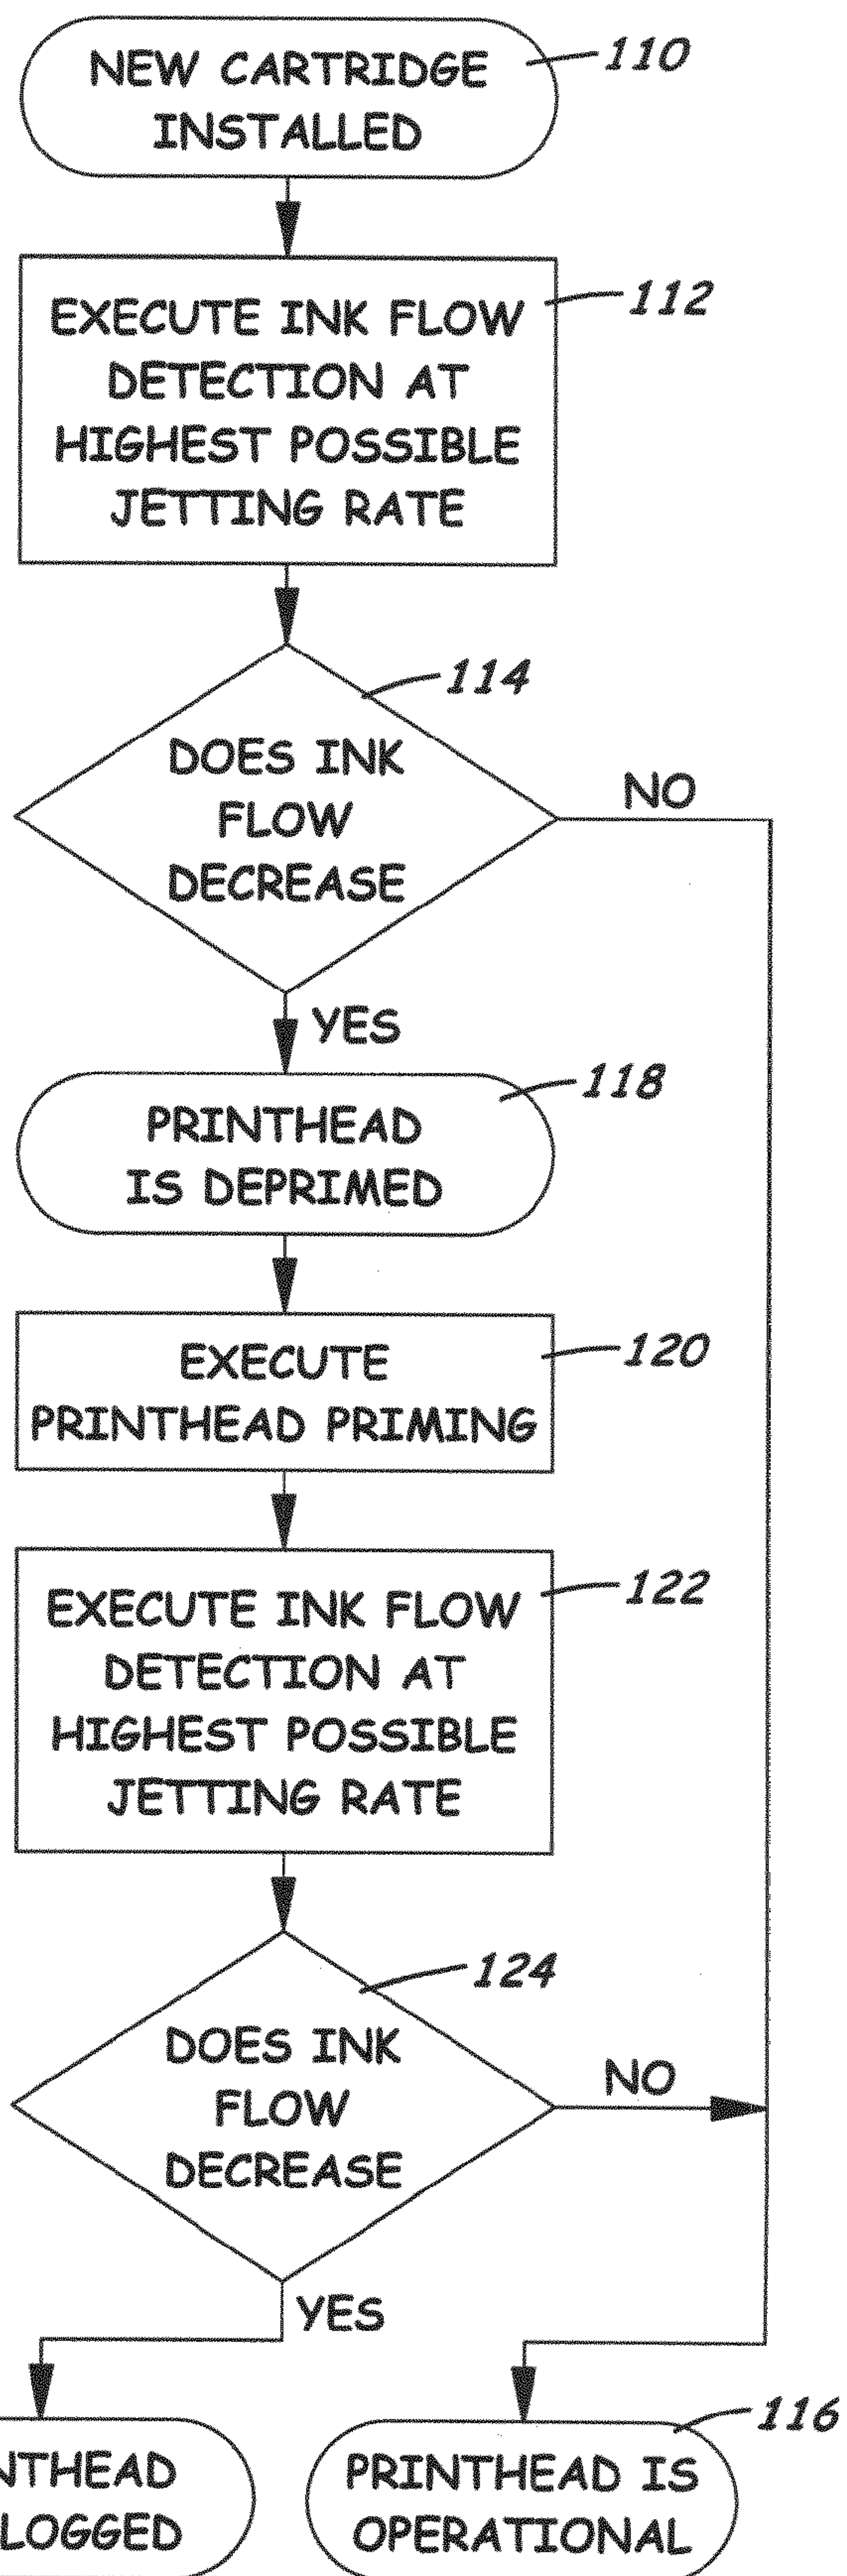 NEW CARTRIDGE
INSTALLED
110
EXECUTE INK FLOW
DETECTION AT
HIGHEST POSSIBLE
JETTING RATE
112
DOES INK
FLOW
DECREASE
114
NO
YES
PRINTHEAD
IS DEPRIMED
118
EXECUTE
PRINTHEAD PRIMING
120
EXECUTE INK FLOW
DETECTION AT
HIGHEST POSSIBLE
JETTING RATE
122
DOES INK
FLOW
DECREASE
124
NO
YES
NTHEAD
LOGGED
PRINTHEAD IS
OPERATIONAL
116